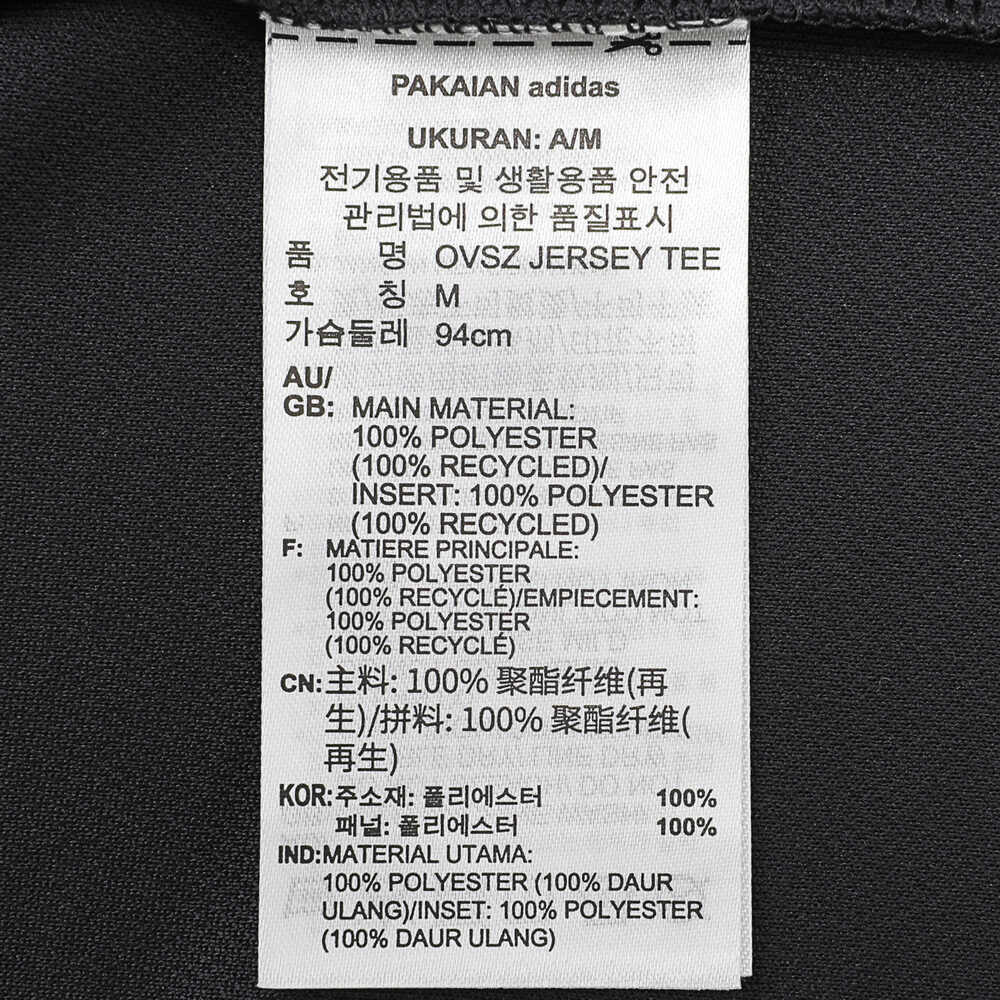 PAKAIAN adidas
UKURAN: A/M
전기용품 및 생활용품 안전
관리법에 의한 품질표시
품 명 OVSZ JERSEY TEE
호 칭 M
가슴둘레 94cm
AU/
GB: MAIN MATERIAL:
100% POLYESTER
(100% RECYCLED)/
INSERT: 100% POLYESTER
(100% RECYCLED)
F: MATIERE PRINCIPALE:
100% POLYESTER
(100% RECYCLÉ)/EMPIECEMENT:
100% POLYESTER
(100% RECYCLÉ)
CN:主料: 100% 聚酯纤维(再
生)/拼料: 100% 聚酯纤维(
再生)
KOR:주소재: 폴리에스터 100%
패널: 폴리에스터 100%
IND:MATERIAL UTAMA:
100% POLYESTER (100% DAUR
ULANG)/INSET: 100% POLYESTER
(100% DAUR ULANG)